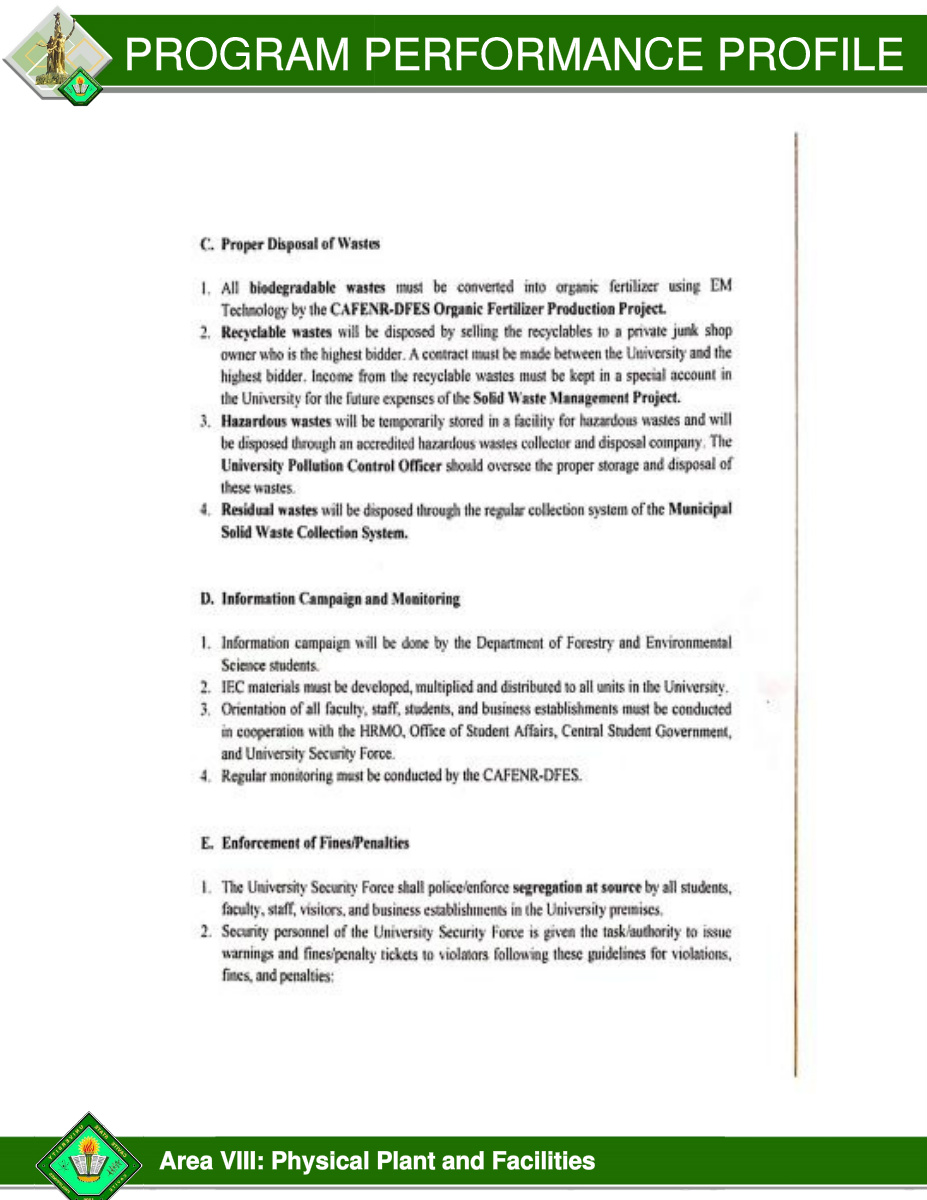 PROGRAM PERFORMANCE PROFILE
C. Proper Disposal of Wastes
1. All biodegradable wastes must be converted into organic fertilizer using EM
Technology by the CAFENR-DFES Organic Fertilizer Production Project.
2. Recyclable wastes will be disposed by selling the recyclables to a private junk shop
owner who is the highest bidder. A contract must be made between the University and the
highest bidder. Income from the recyclable wastes must be kept in a special account in
the University for the future expenses of the Solid Waste Management Project.
3. Hazardous wastes will be temporarily stored in a facility for hazardous wastes and will
be disposed through an accredited hazardous wastes collector and disposal company. The
University Pollution Control Officer should oversee the proper storage and disposal of
these wastes.
4. Residual wastes will be disposed through the regular collection system of the Municipal
Solid Waste Collection System.
D. Information Campaign and Monitoring
1. Information campaign will be done by the Department of Forestry and Environmental
Science students.
2. IEC materials must be developed, multiplied and distributed to all units in the University.
3. Orientation of all faculty, staff, students, and business establishments must be conducted
in cooperation with the HRMO, Office of Student Affairs, Central Student Government,
and University Security Force.
4. Regular monitoring must be conducted by the CAFENR-DFES.
E. Enforcement of Fines/Penalties
1. The University Security Force shall police/enforce segregation at source by all students,
faculty, staff, visitors, and business establishments in the University premises.
2. Security personnel of the University Security Force is given the task/authority to issue
warnings and fines/penalty tickets to violators following these guidelines for violations,
fines, and penalties:
Area VIII: Physical Plant and Facilities